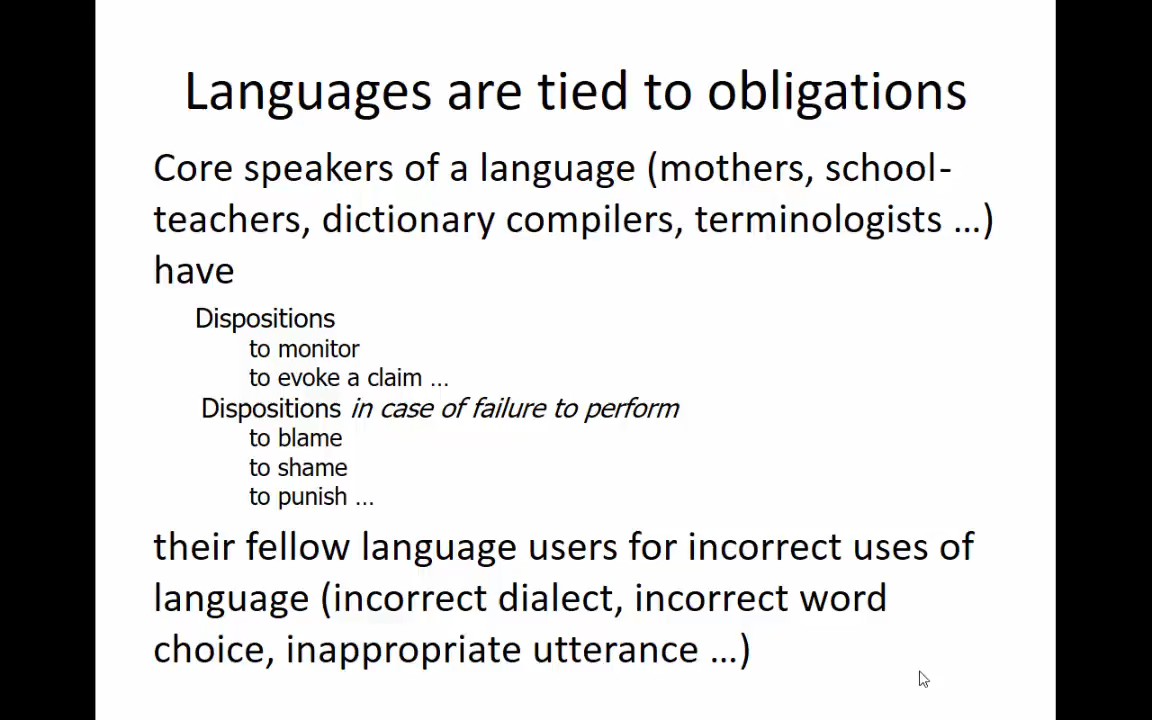 Languages are tied to obligations
Core speakers of a language (mothers, school-
teachers, dictionary compilers, terminologists …)
have
Dispositions
to monitor
to evoke a claim …
Dispositions in case of failure to perform
to blame
to shame
to punish …
their fellow language users for incorrect uses of
language (incorrect dialect, incorrect word
choice, inappropriate utterance …)